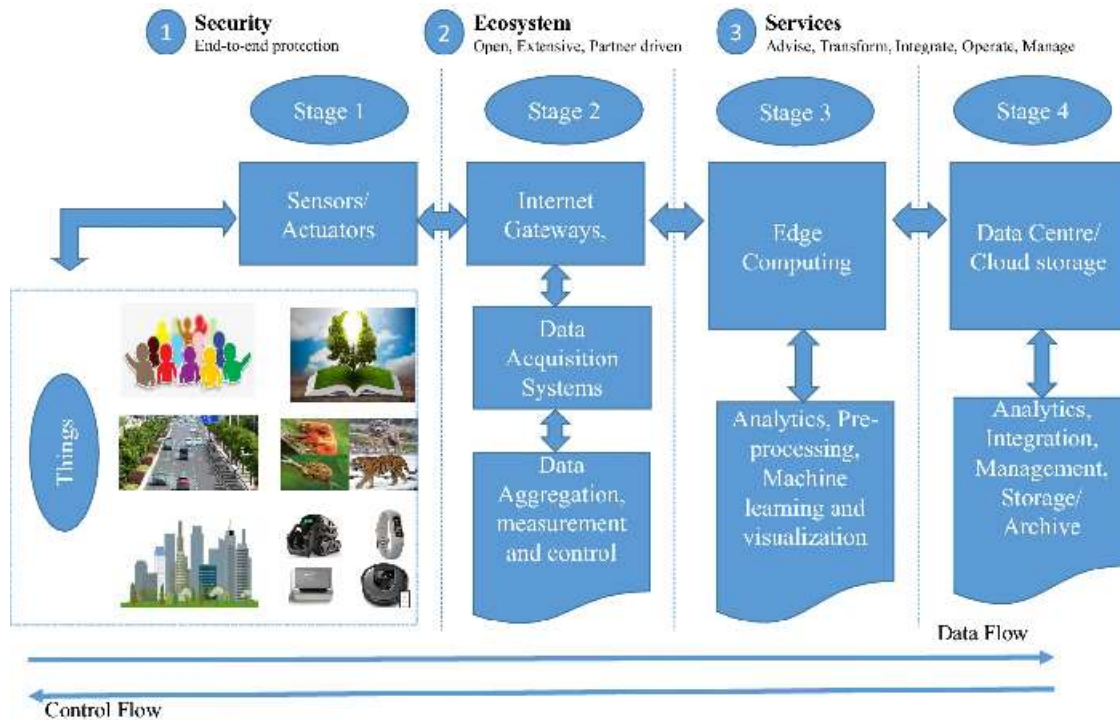 1 Security
End-to-end protection
2 Ecosystem
Open, Extensive, Partner driven
3 Services
Advise, Transform, Integrate, Operate, Manage
Stage 1
Stage 2
Stage 3
Stage 4
Sensors/
Actuators
Internet
Gateways,
Edge
Computing
Data Centre/
Cloud storage
Things
Data
Acquisition
Systems
Data
Aggregation,
measurement
and control
Analytics, Pre-
processing,
Machine
learning and
visualization
Analytics,
Integration,
Management,
Storage/
Archive
Data Flow
Control Flow